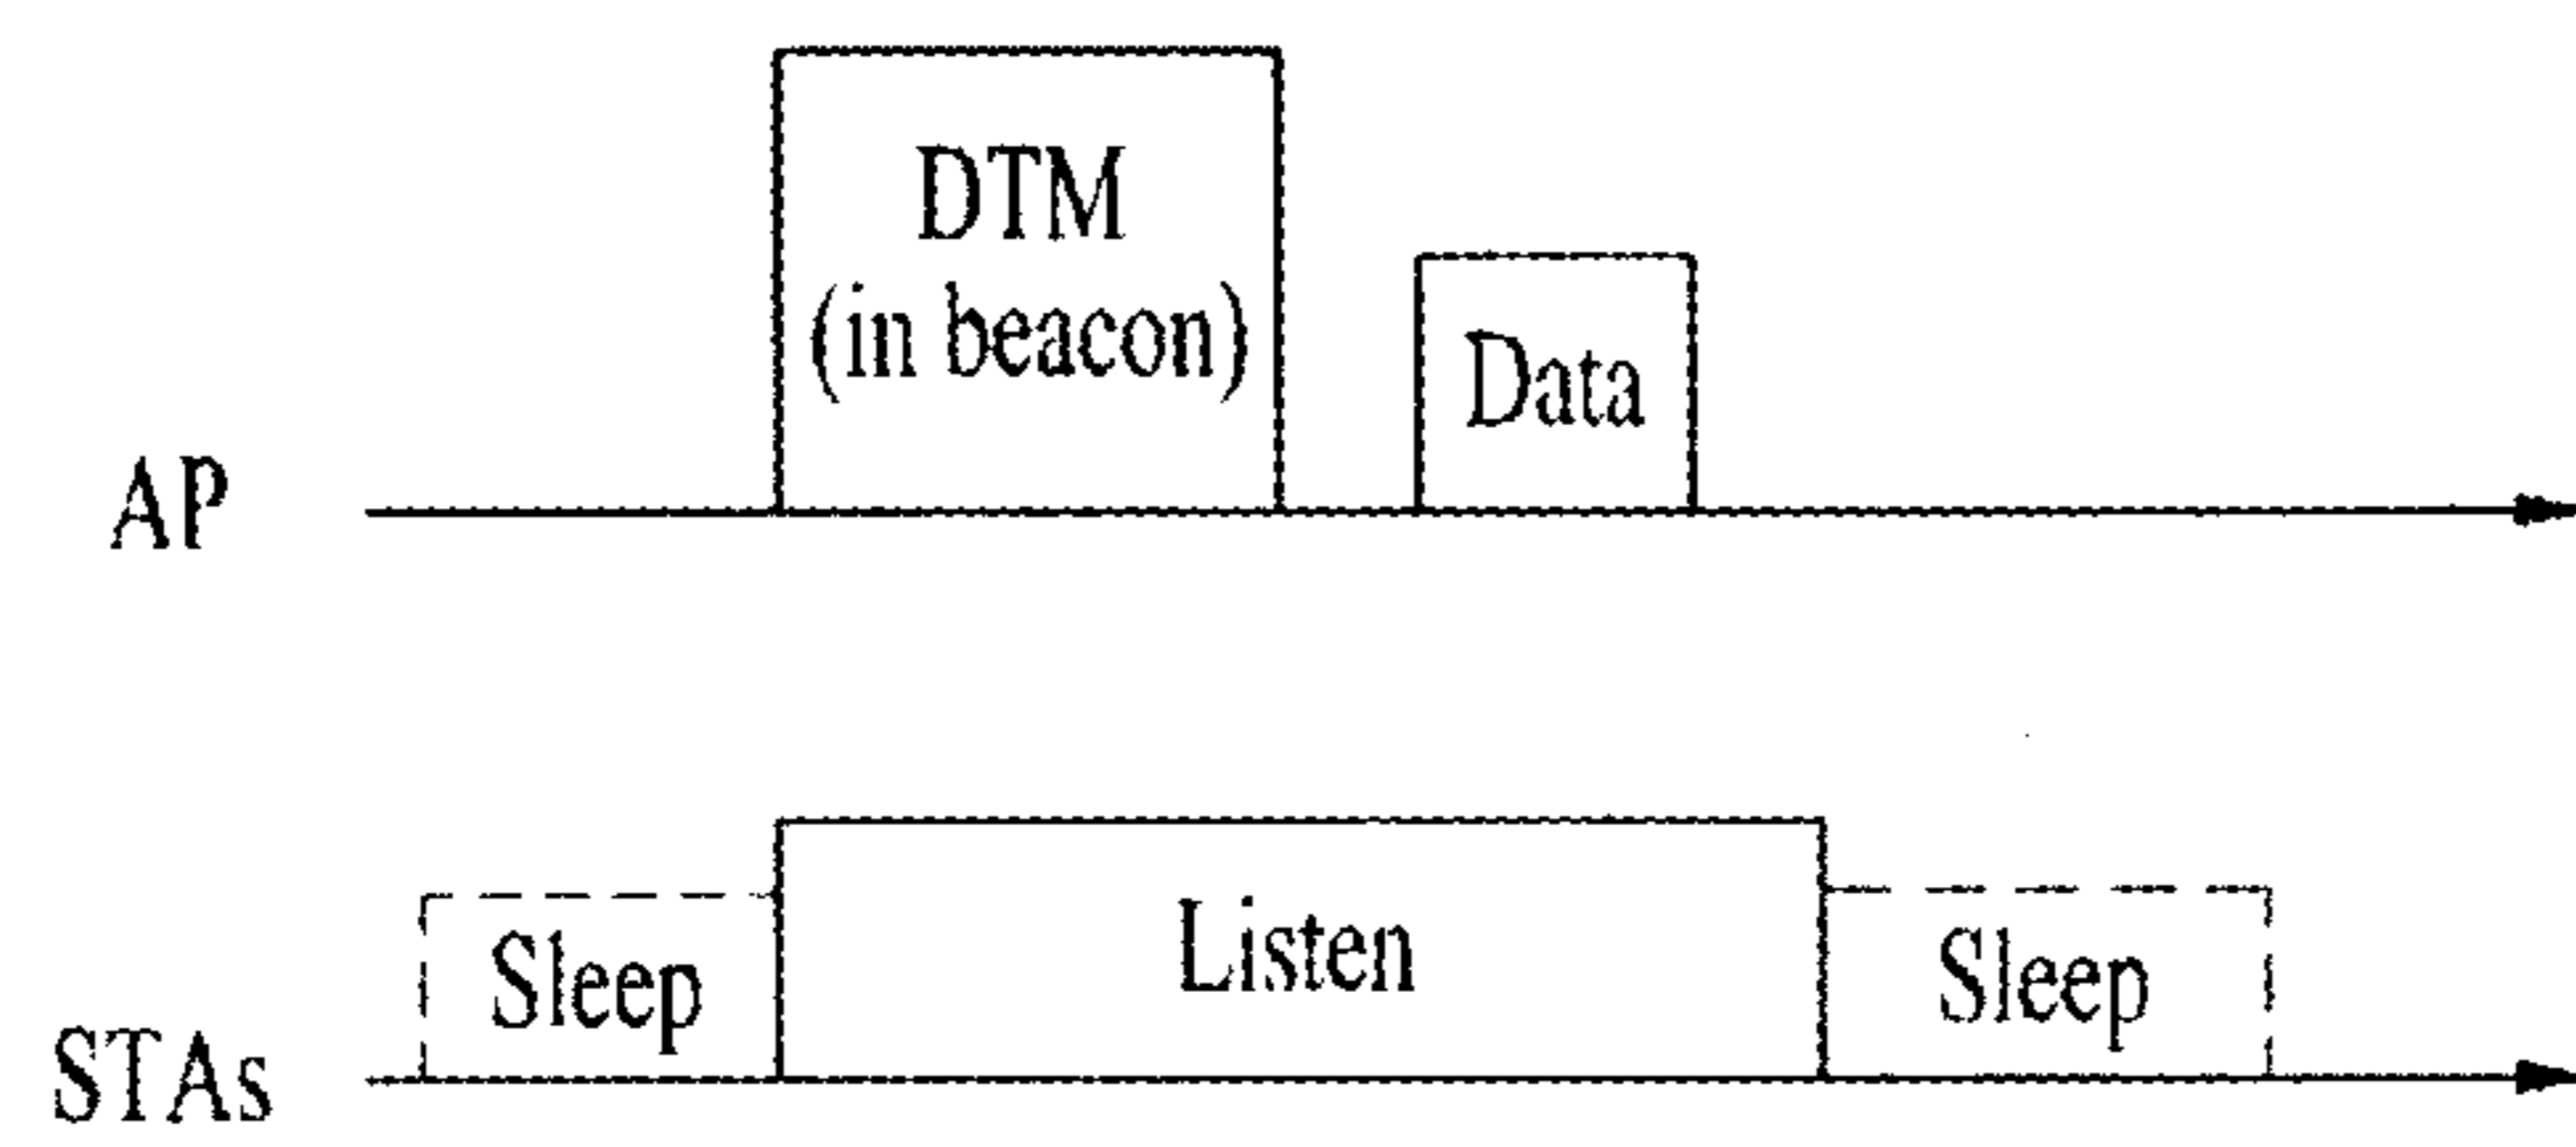 DTM
(in beacon)
Data
AP
Sleep
Listen
Sleep
STAs